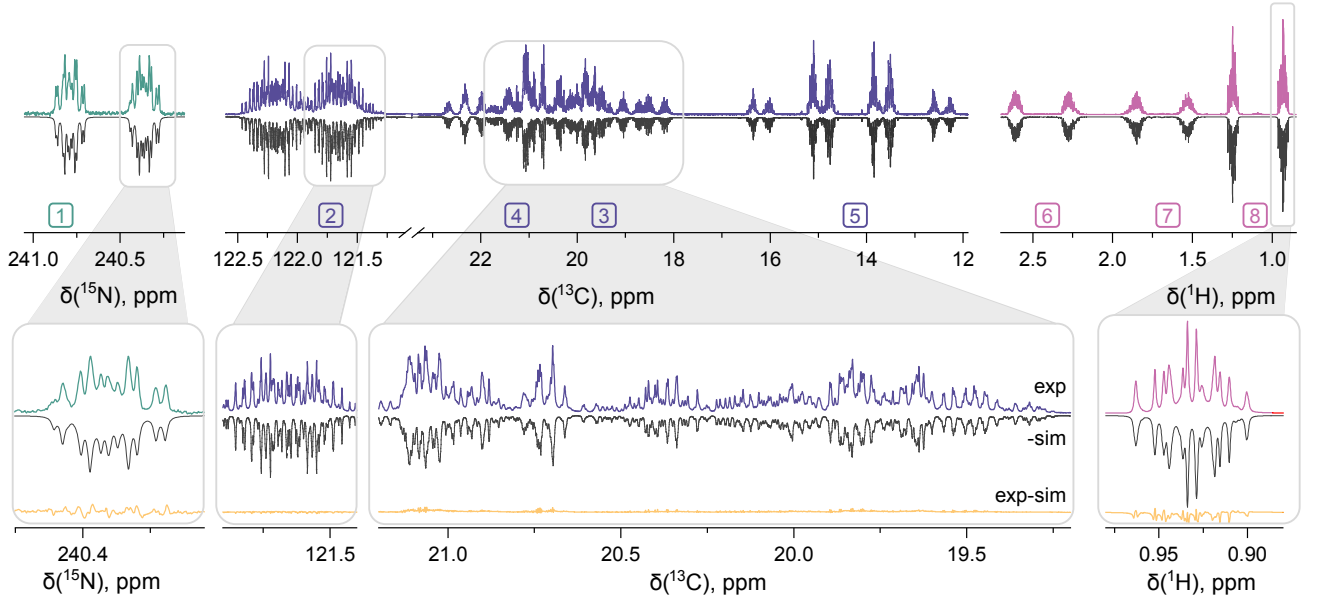 1 2 4 3 5 6 7 8
241.0 240.5 122.5 122.0 121.5 22 20 18 16 14 12 2.5 2.0 1.5 1.0
δ(¹⁵N), ppm δ(¹³C), ppm δ(¹H), ppm
exp
-sim
exp-sim
240.4 121.5 21.0 20.5 20.0 19.5 0.95 0.90
δ(¹⁵N), ppm δ(¹³C), ppm δ(¹H), ppm